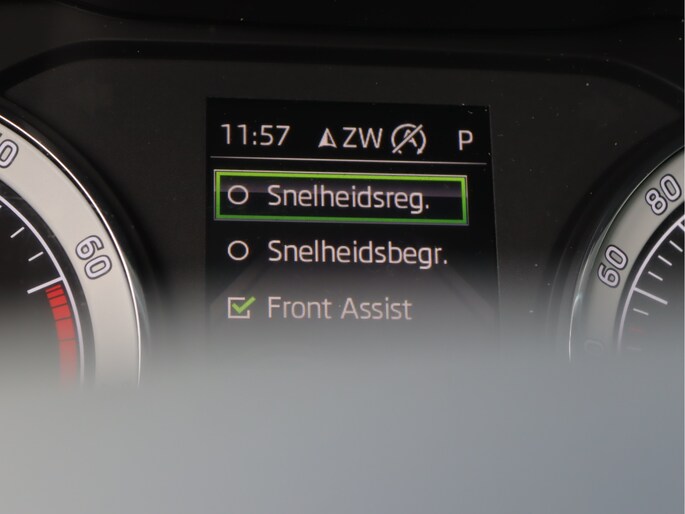 11:57 ZW P
Snelheidsreg.
Snelheidsbegr.
Front Assist
60
80
60